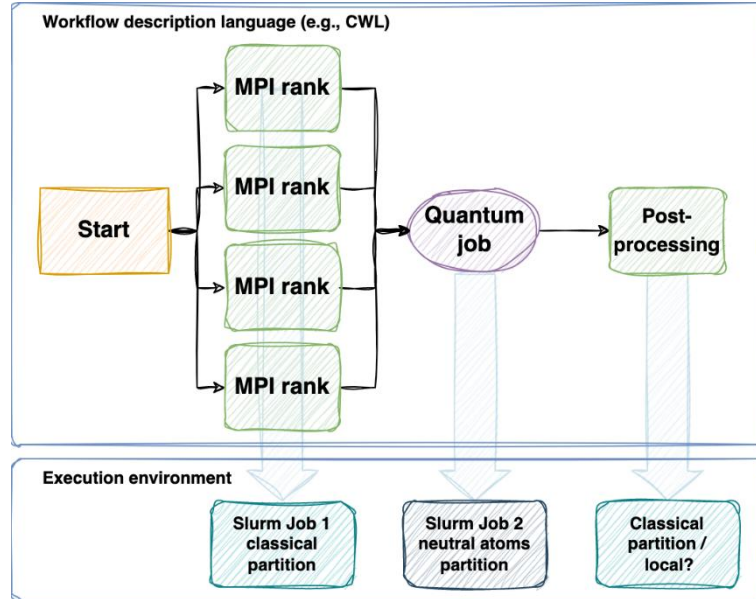 Workflow description language (e.g., CWL)
MPI rank
MPI rank
MPI rank
MPI rank
Start
Quantum
job
Post-
processing
Execution environment
Slurm Job 1
classical
partition
Slurm Job 2
neutral atoms
partition
Classical
partition /
local?